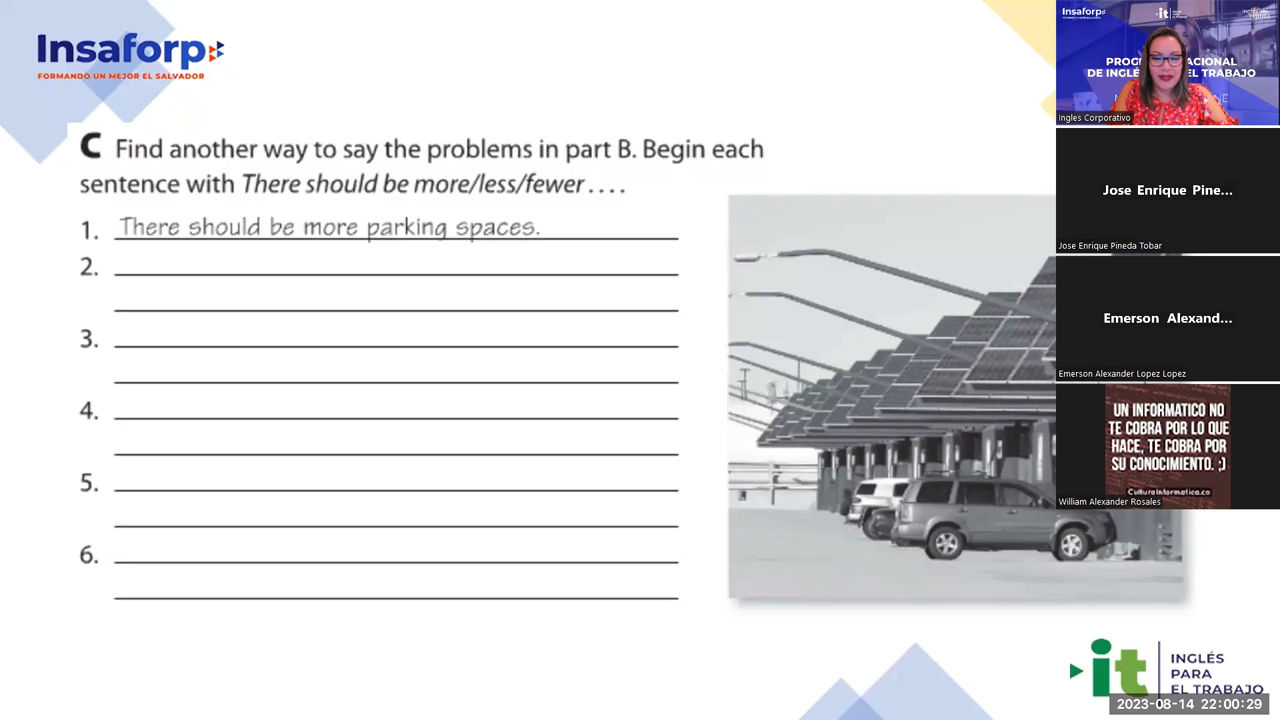 Insaforp
FORMANDO UN MEJOR EL SALVADOR
C Find another way to say the problems in part B. Begin each
sentence with There should be more/less/fewer . . . .
1. There should be more parking spaces.
2.
3.
4.
5.
6.
Insaforp
Ingles Corporativo
Jose Enrique Pine...
Jose Enrique Pineda Tobar
Emerson Alexand...
Emerson Alexander Lopez Lopez
UN INFORMATICO NO
TE COBRA POR LO QUE
HACE, TE COBRA POR
SU CONOCIMIENTO. ;)
CulturaInformatica.co
William Alexander Rosales
it
INGLÉS
PARA
EL TRABAJO
2023-08-14 22:00:29